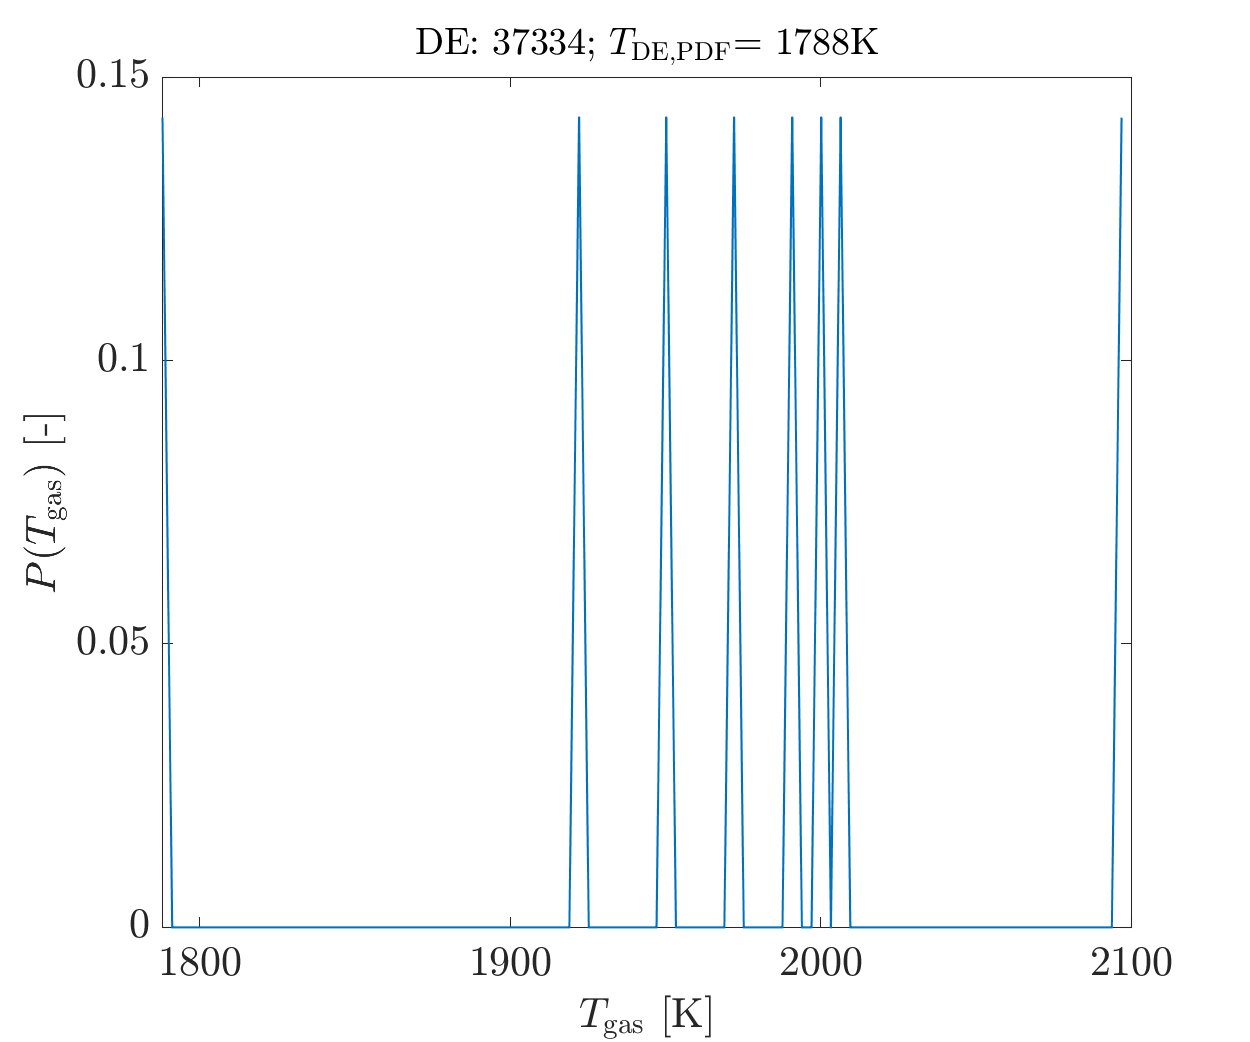 DE: 37334; T_DE,PDF= 1788K
0.15
0.1
0.05
0
P(T_gas) [-]
1800 1900 2000 2100
T_gas [K]